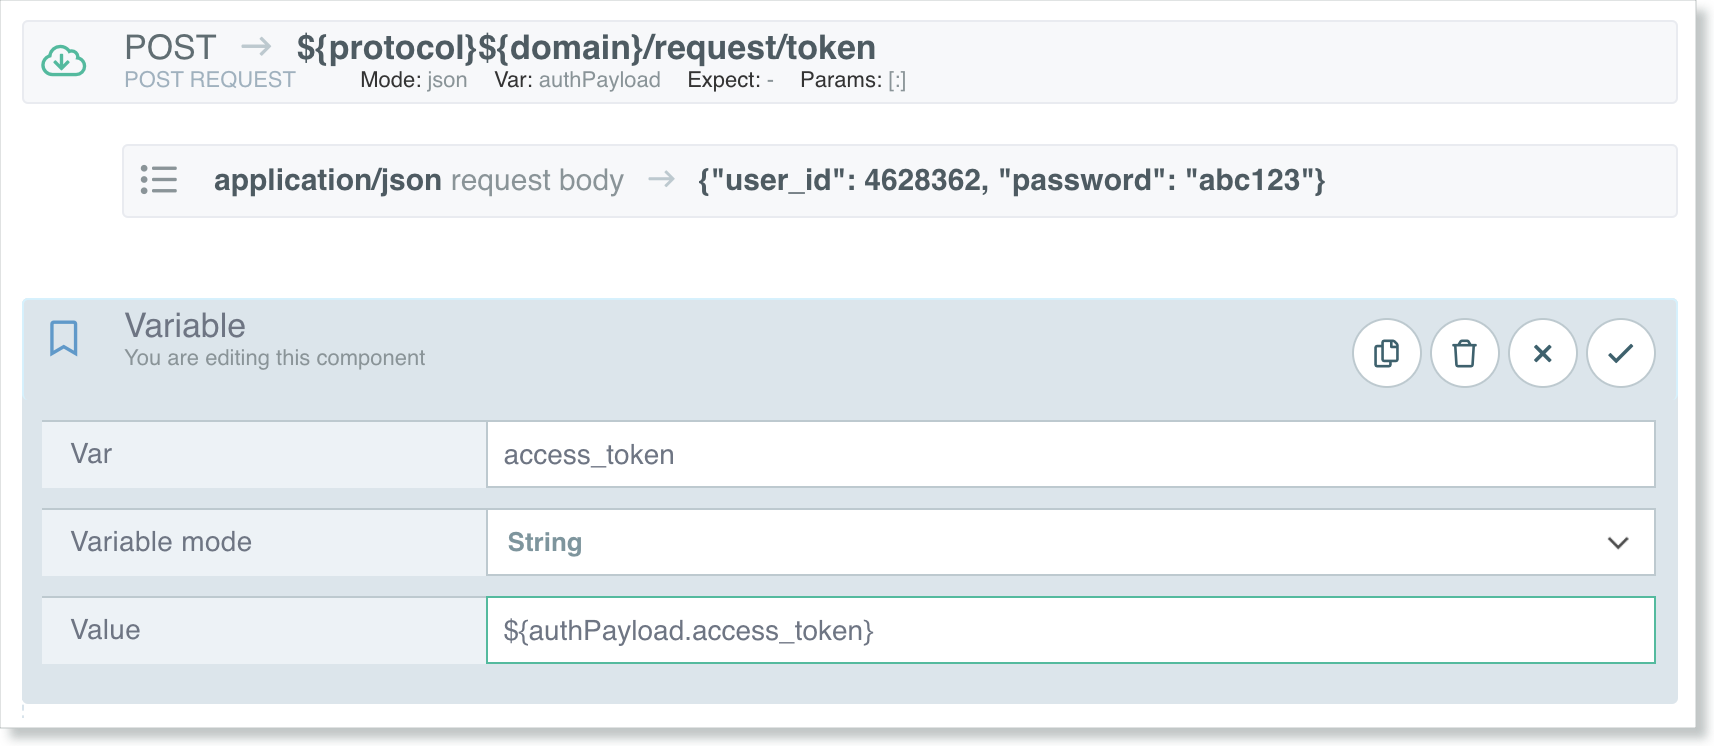 POST → ${protocol}${domain}/request/token
POST REQUEST Mode: json Var: authPayload Expect: - Params: [:]
application/json request body → {"user_id": 4628362, "password": "abc123"}
Variable
You are editing this component
Var access_token
Variable mode String
Value ${authPayload.access_token}